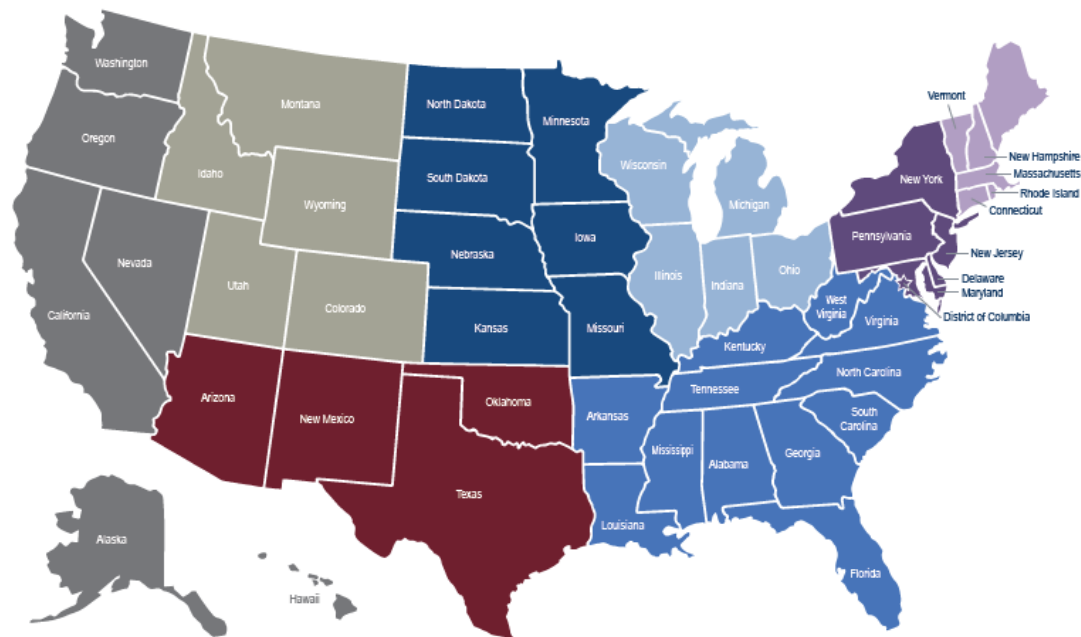 Washington
Oregon
California
Nevada
Idaho
Montana
Wyoming
Utah
Colorado
Arizona
New Mexico
Texas
Oklahoma
North Dakota
South Dakota
Nebraska
Kansas
Minnesota
Iowa
Missouri
Wisconsin
Michigan
Illinois
Indiana
Ohio
Kentucky
West
Virginia
Virginia
Tennessee
North Carolina
South
Carolina
Arkansas
Mississippi
Alabama
Georgia
Louisiana
Florida
New York
Pennsylvania
Vermont
New Hampshire
Massachusetts
Rhode Island
Connecticut
New Jersey
Delaware
Maryland
District of Columbia
Alaska
Hawaii